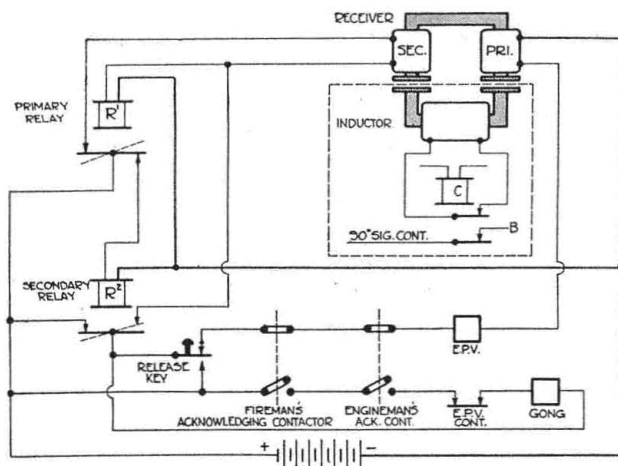 RECEIVER
SEC.
PRI.
PRIMARY
RELAY
R¹
INDUCTOR
C
B
90° SIG. CONT.
SECONDARY
RELAY
R²
RELEASE
KEY
E.P.V.
FIREMAN'S
ACKNOWLEDGING CONTACTOR
ENGINEMAN'S
ACK. CONT.
E.P.V.
CONT.
GONG
+
−